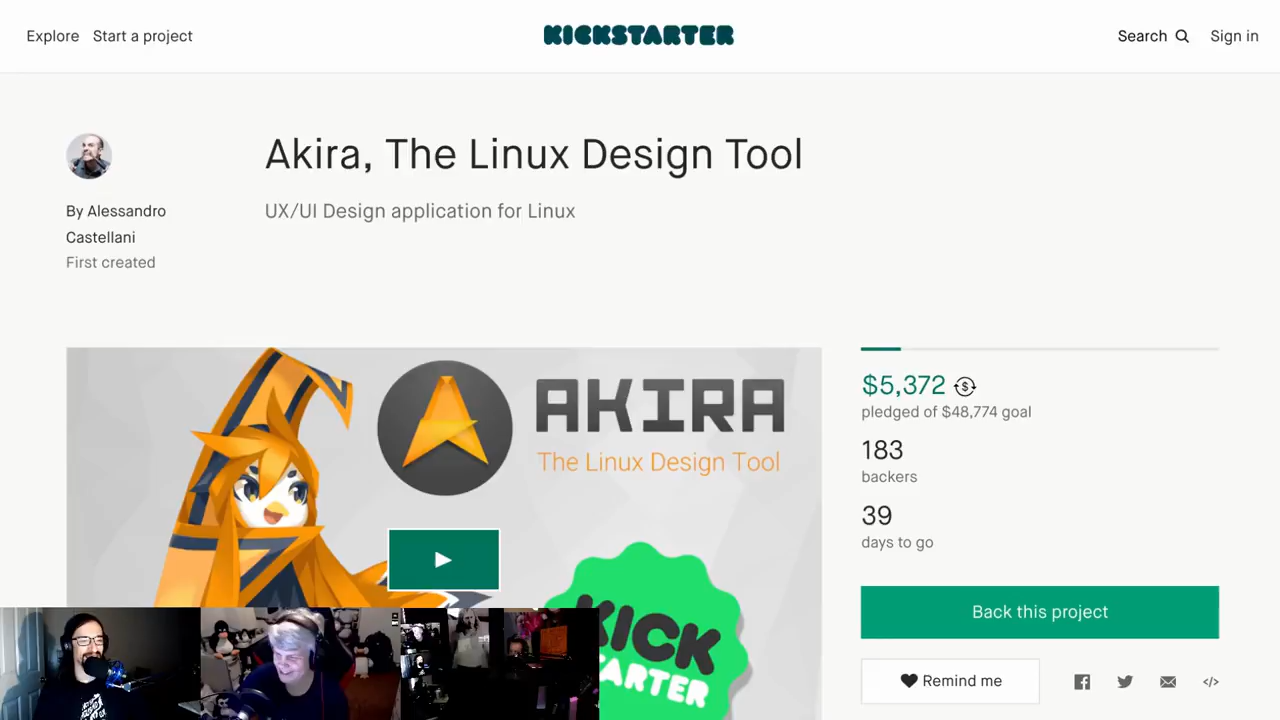 Explore Start a project
KICKSTARTER
Search Sign in
Akira, The Linux Design Tool
UX/UI Design application for Linux
By Alessandro
Castellani
First created
AKIRA
The Linux Design Tool
KICK
STARTER
$5,372
pledged of $48,774 goal
183
backers
39
days to go
Back this project
Remind me